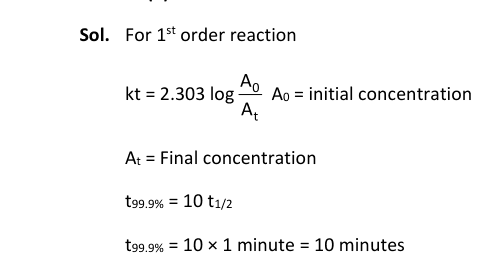 Sol. For 1st order reaction
kt = 2.303 log A₀/Aₜ A₀ = initial concentration
Aₜ = Final concentration
t99.9% = 10 t1/2
t99.9% = 10 × 1 minute = 10 minutes